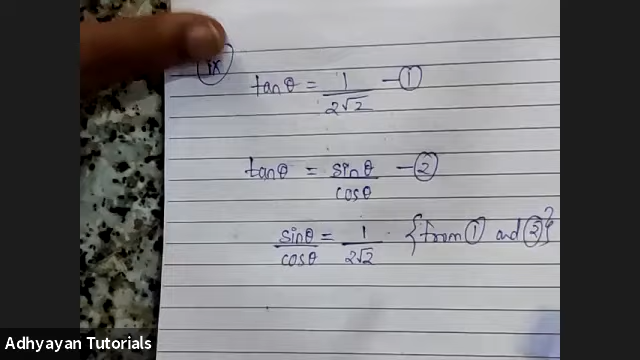 ix
tanθ = 1/2√2 — ①
tanθ = sinθ/cosθ — ②
sinθ/cosθ = 1/2√2 {from ① and ②}
Adhyayan Tutorials